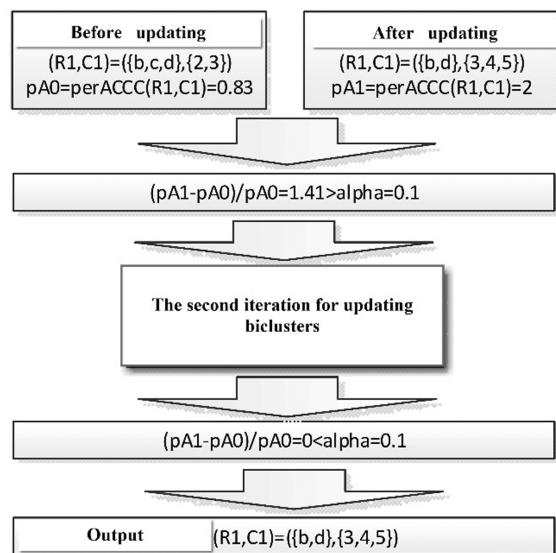 Before updating
(R1,C1)=({b,c,d},{2,3})
pA0=perACCC(R1,C1)=0.83
After updating
(R1,C1)=({b,d},{3,4,5})
pA1=perACCC(R1,C1)=2
(pA1-pA0)/pA0=1.41>alpha=0.1
The second iteration for updating
biclusters
(pA1-pA0)/pA0=0<alpha=0.1
Output (R1,C1)=({b,d},{3,4,5})